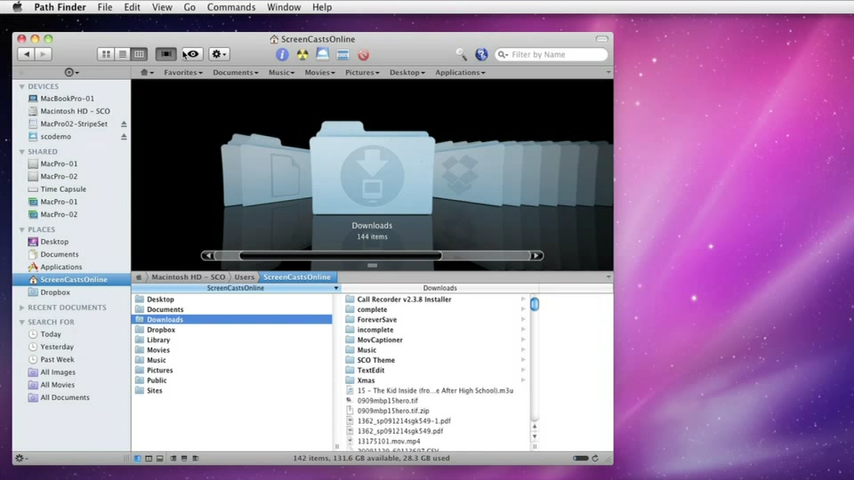 Path Finder File Edit View Go Commands Window Help
ScreenCastsOnline
Filter by Name
Favorites Documents Music Movies Pictures Desktop Applications
DEVICES
MacBookPro-01
Macintosh HD - SCO
MacPro02-StripeSet
scodemo
SHARED
MacPro-01
MacPro-02
Time Capsule
MacPro-01
MacPro-02
PLACES
Desktop
Documents
Applications
ScreenCastsOnline
Dropbox
RECENT DOCUMENTS
SEARCH FOR
Today
Yesterday
Past Week
All Images
All Movies
All Documents
Downloads
144 items
Macintosh HD - SCO Users ScreenCastsOnline
ScreenCastsOnline
Desktop
Documents
Downloads
Dropbox
Library
Movies
Music
Pictures
Public
Sites
Downloads
Call Recorder v2.3.8 Installer
complete
ForeverSave
incomplete
MovCaptioner
Music
SCO Theme
TextEdit
Xmas
15 - The Kid Inside (fro...e After High School).m3u
0909mbp15hero.tif
0909mbp15hero.tif.zip
1362_sp091214sgk549-1.pdf
1362_sp091214sgk549.pdf
13175101.mov.mp4
142 items, 131.6 GB available, 28.3 GB used